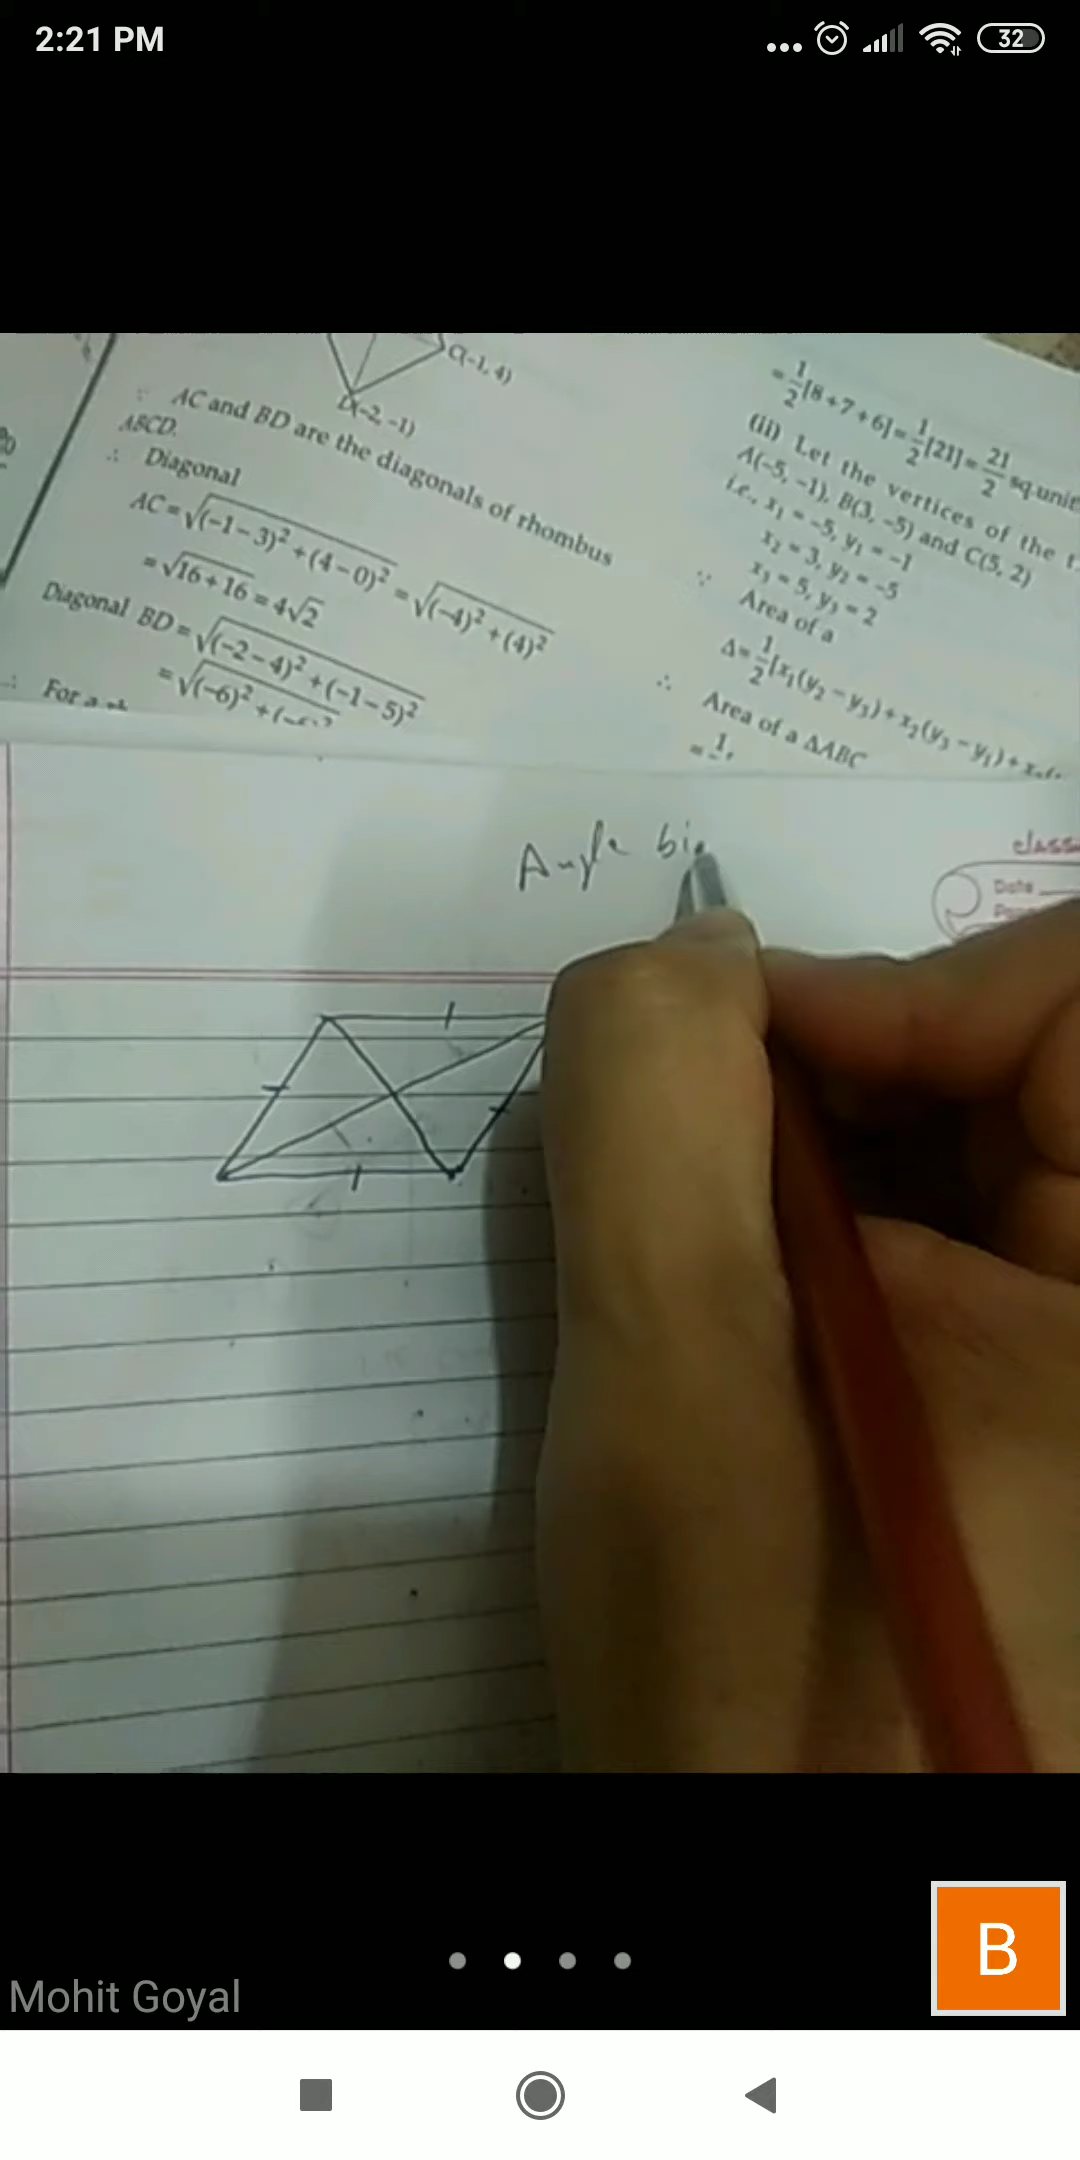 2:21 PM
32
C(-1, 4)
D(-2, -1)
∵ AC and BD are the diagonals of rhombus
ABCD.
∴ Diagonal
AC = √(-1-3)² + (4-0)² = √(-4)² + (4)²
= √16+16 = 4√2
Diagonal BD = √(-2-4)² + (-1-5)²
= √(-6)² +
∴ For a
= 1/2 [8+7+6] = 1/2 [21] = 21/2 sq.unit
(ii) Let the vertices of the t
A(-5, -1), B(3, -5) and C(5, 2)
i.e., x₁ = -5, y₁ = -1
x₂ = 3, y₂ = -5
x₃ = 5, y₃ = 2
∵ Area of a
Δ = 1/2 [x₁(y₂ - y₃) + x₂(y₃ - y₁) +
∴ Area of a ΔABC
= 1
Angle bi
classm
Date
B
Mohit Goyal